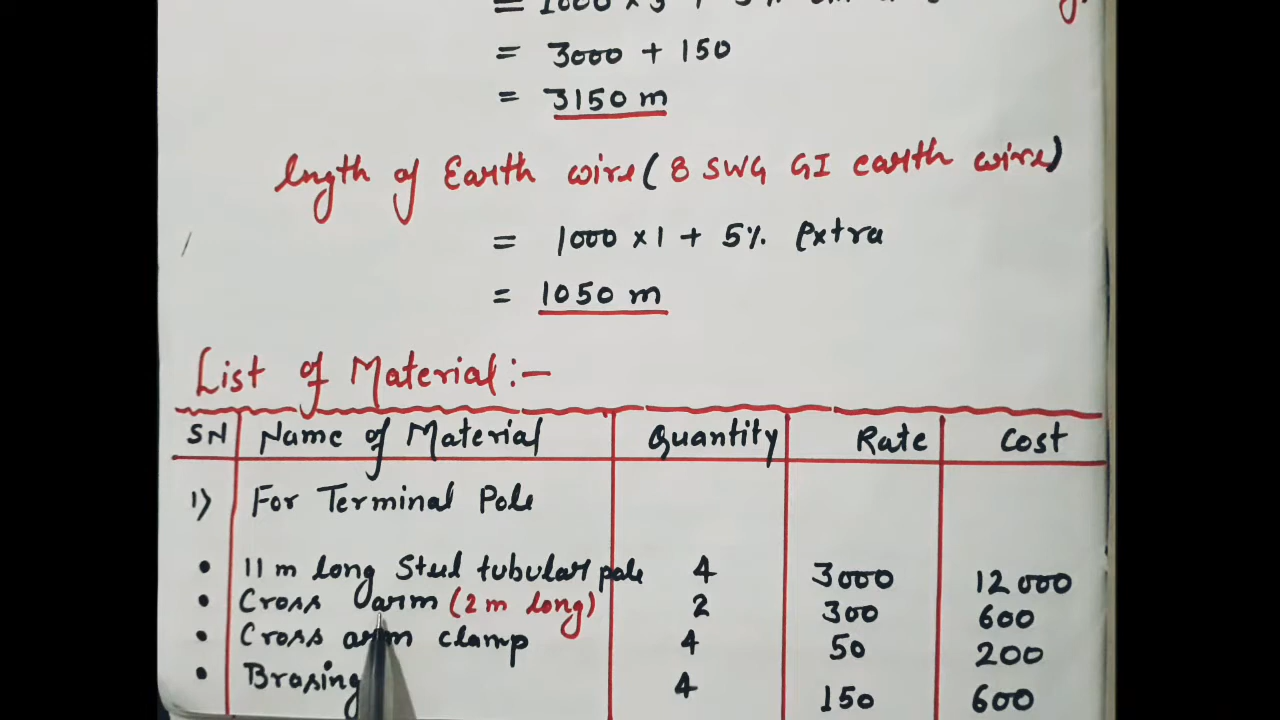 = 3000 + 150
= 3150 m
length of Earth wire (8 SWG GI earth wire)
= 1000 x 1 + 5% extra
= 1050 m
List of Material :-
SN Name of Material Quantity Rate Cost
1) For Terminal Pole
• 11 m long Steel tubular pole 4 3000 12000
• Cross arm (2 m long) 2 300 600
• Cross arm clamp 4 50 200
• Brasing 4 150 600